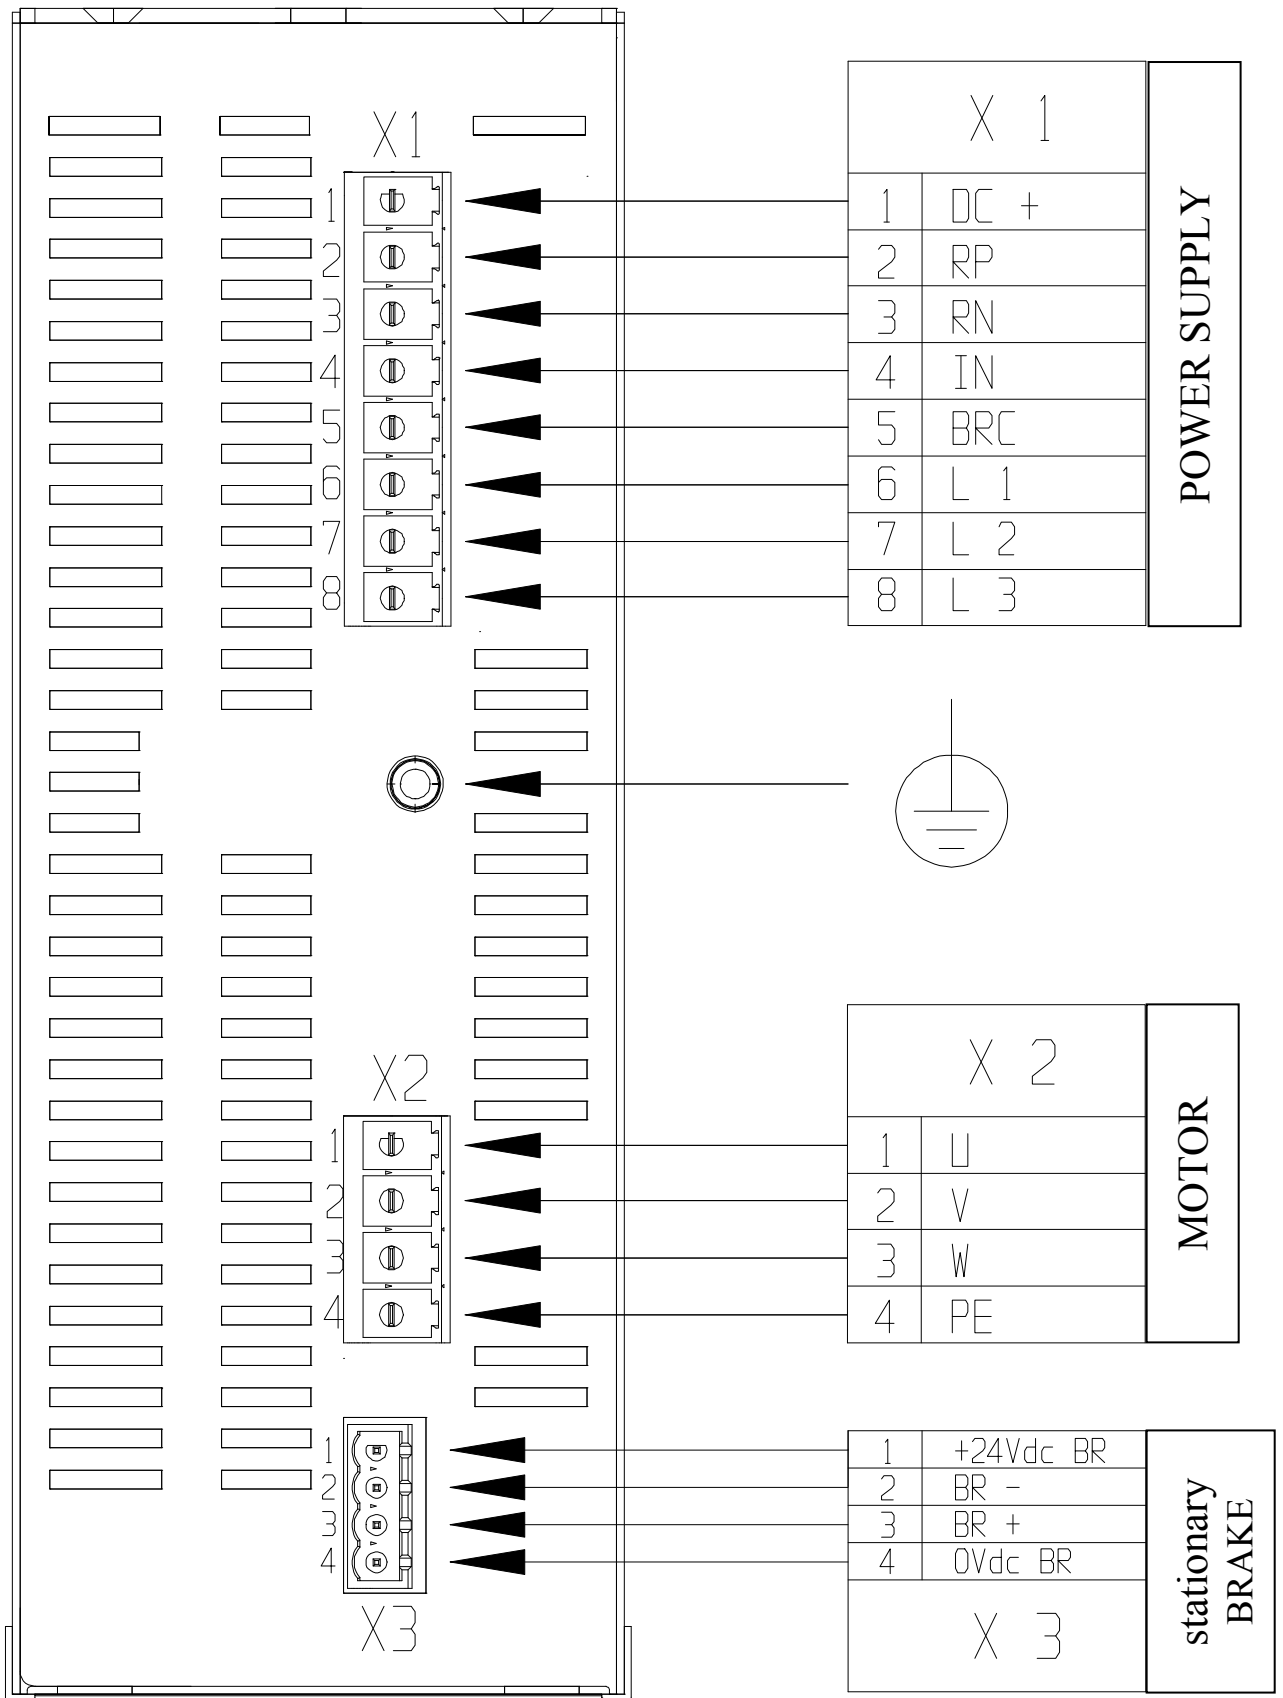 X1
1
2
3
4
5
6
7
8
X 1
1 DC +
2 RP
3 RN
4 IN
5 BRC
6 L 1
7 L 2
8 L 3
POWER SUPPLY
X2
1
2
3
4
X 2
1 U
2 V
3 W
4 PE
MOTOR
1
2
3
4
X3
1 +24Vdc BR
2 BR -
3 BR +
4 0Vdc BR
X 3
stationary
BRAKE